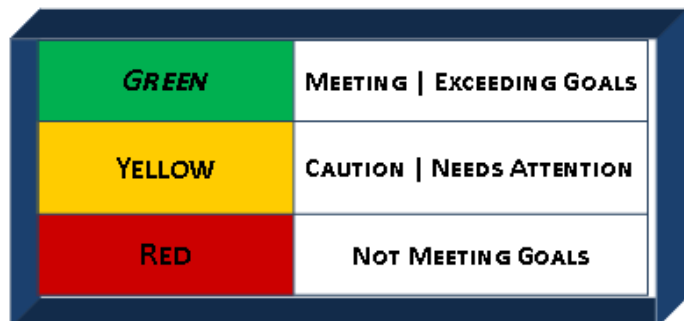 GREEN MEETING | EXCEEDING GOALS
YELLOW CAUTION | NEEDS ATTENTION
RED NOT MEETING GOALS